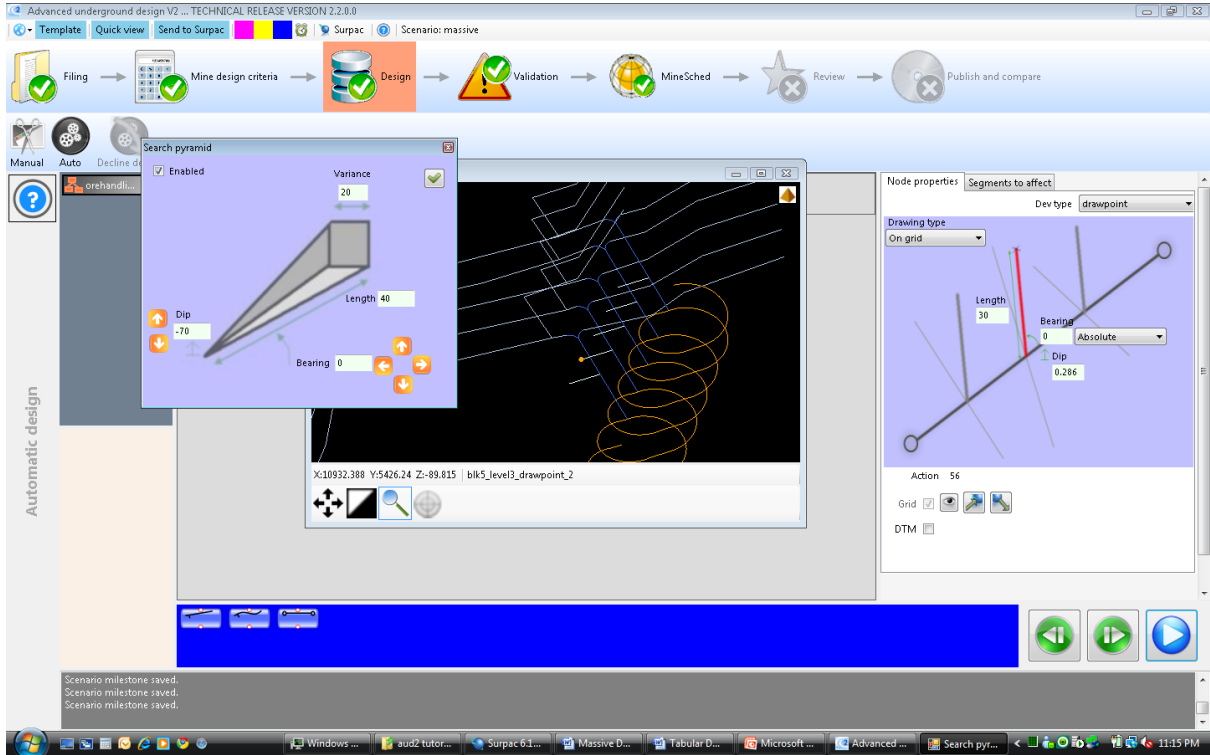 Advanced underground design V2 ... TECHNICAL RELEASE VERSION 2.2.0.0
Template Quick view Send to Surpac Surpac Scenario: massive
Filing Mine design criteria Design Validation MineSched Review Publish and compare
Manual Auto Decline de
Search pyramid
Enabled
Variance
20
Length 40
Dip
-70
Bearing 0
orehandli...
Automatic design
X:10932.388 Y:5426.24 Z:-89.815 blk5_level3_drawpoint_2
Node properties Segments to affect
Dev type drawpoint
Drawing type
On grid
Length
30
Bearing
0 Absolute
Dip
0.286
Action 56
Grid
DTM
Scenario milestone saved.
Scenario milestone saved.
Scenario milestone saved.
Windows ... aud2 tutor... Surpac 6.1... Massive D... Tabular D... Microsoft ... Advanced ... Search pyr... 11:15 PM